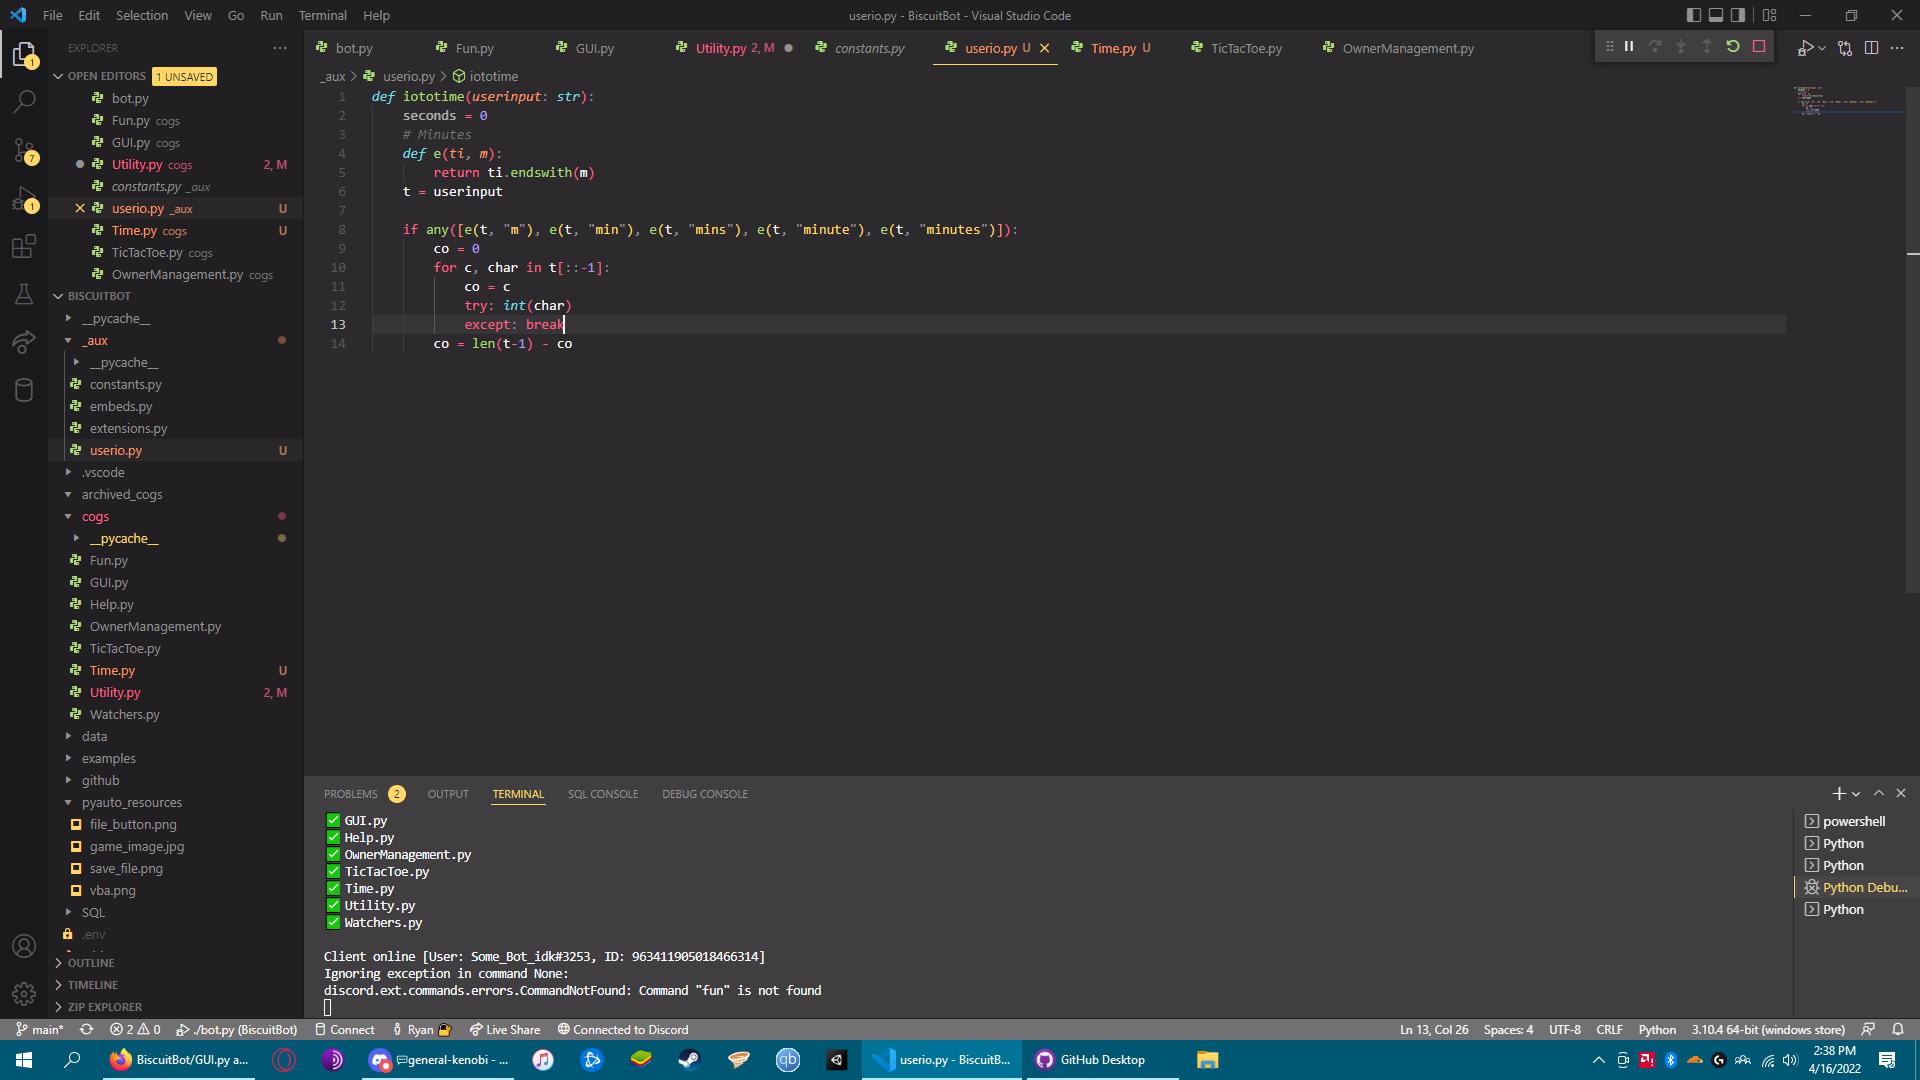 File Edit Selection View Go Run Terminal Help
userio.py - BiscuitBot - Visual Studio Code
EXPLORER
OPEN EDITORS 1 UNSAVED
bot.py
Fun.py cogs
GUI.py cogs
Utility.py cogs 2, M
constants.py _aux
userio.py _aux U
Time.py cogs U
TicTacToe.py cogs
OwnerManagement.py cogs
BISCUITBOT
__pycache__
_aux
__pycache__
constants.py
embeds.py
extensions.py
userio.py U
.vscode
archived_cogs
cogs
__pycache__
Fun.py
GUI.py
Help.py
OwnerManagement.py
TicTacToe.py
Time.py U
Utility.py 2, M
Watchers.py
data
examples
github
pyauto_resources
file_button.png
game_image.jpg
save_file.png
vba.png
SQL
.env
OUTLINE
TIMELINE
ZIP EXPLORER
1
7
1
bot.py Fun.py GUI.py Utility.py 2, M constants.py userio.py U Time.py U TicTacToe.py OwnerManagement.py
_aux > userio.py > iototime
1 def iototime(userinput: str):
2 seconds = 0
3 # Minutes
4 def e(ti, m):
5 return ti.endswith(m)
6 t = userinput
7
8 if any([e(t, "m"), e(t, "min"), e(t, "mins"), e(t, "minute"), e(t, "minutes")]):
9 co = 0
10 for c, char in t[::-1]:
11 co = c
12 try: int(char)
13 except: break
14 co = len(t-1) - co
PROBLEMS 2 OUTPUT TERMINAL SQL CONSOLE DEBUG CONSOLE
GUI.py
Help.py
OwnerManagement.py
TicTacToe.py
Time.py
Utility.py
Watchers.py
Client online [User: Some_Bot_idk#3253, ID: 963411905018466314]
Ignoring exception in command None:
discord.ext.commands.errors.CommandNotFound: Command "fun" is not found
powershell
Python
Python
Python Debu...
Python
main* 2 0 ./bot.py (BiscuitBot) Connect Ryan Live Share Connected to Discord
Ln 13, Col 26 Spaces: 4 UTF-8 CRLF Python 3.10.4 64-bit (windows store)
BiscuitBot/GUI.py a... general-kenobi - ... qb userio.py - BiscuitB... GitHub Desktop
2:38 PM
4/16/2022